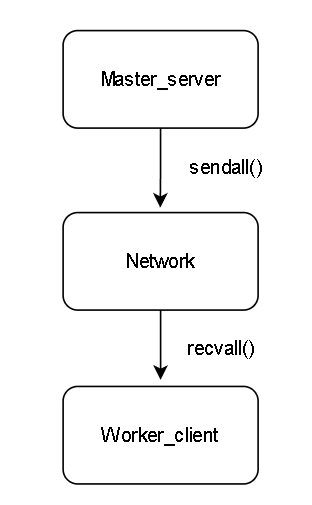 Master_server
sendall()
Network
recvall()
Worker_client